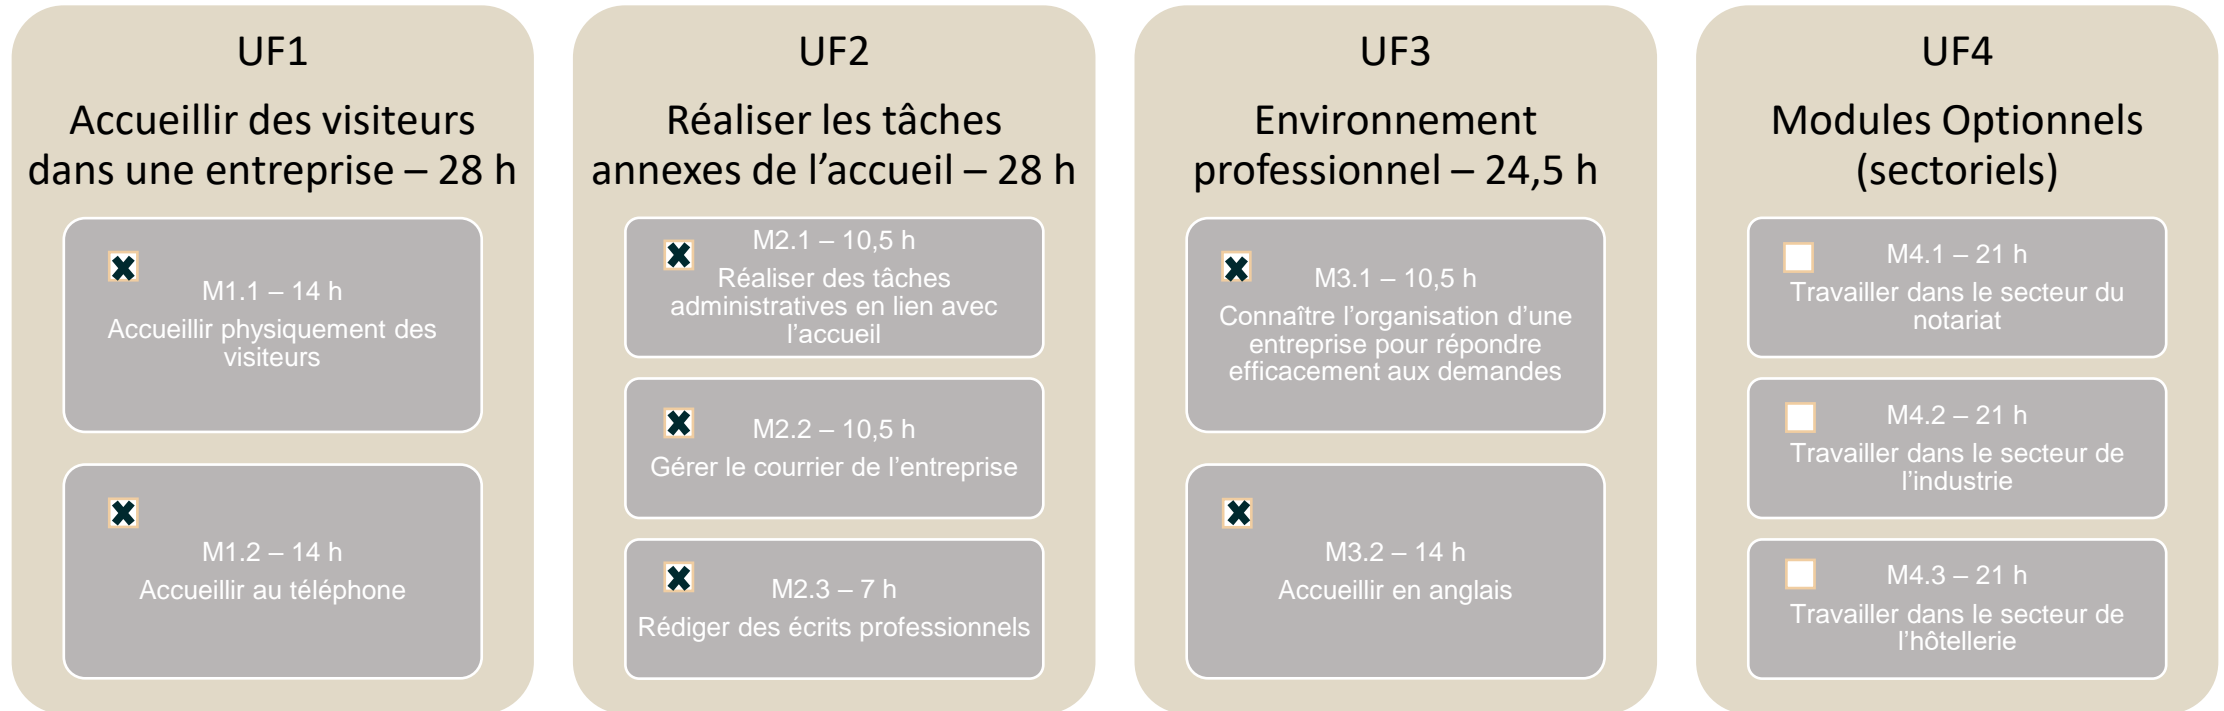 UF1
Accueillir des visiteurs
dans une entreprise – 28 h
M1.1 – 14 h
Accueillir physiquement des
visiteurs
M1.2 – 14 h
Accueillir au téléphone
UF2
Réaliser les tâches
annexes de l’accueil – 28 h
M2.1 – 10,5 h
Réaliser des tâches
administratives en lien avec
l’accueil
M2.2 – 10,5 h
Gérer le courrier de l’entreprise
M2.3 – 7 h
Rédiger des écrits professionnels
UF3
Environnement
professionnel – 24,5 h
M3.1 – 10,5 h
Connaître l’organisation d’une
entreprise pour répondre
efficacement aux demandes
M3.2 – 14 h
Accueillir en anglais
UF4
Modules Optionnels
(sectoriels)
M4.1 – 21 h
Travailler dans le secteur du
notariat
M4.2 – 21 h
Travailler dans le secteur de
l’industrie
M4.3 – 21 h
Travailler dans le secteur de
l’hôtellerie